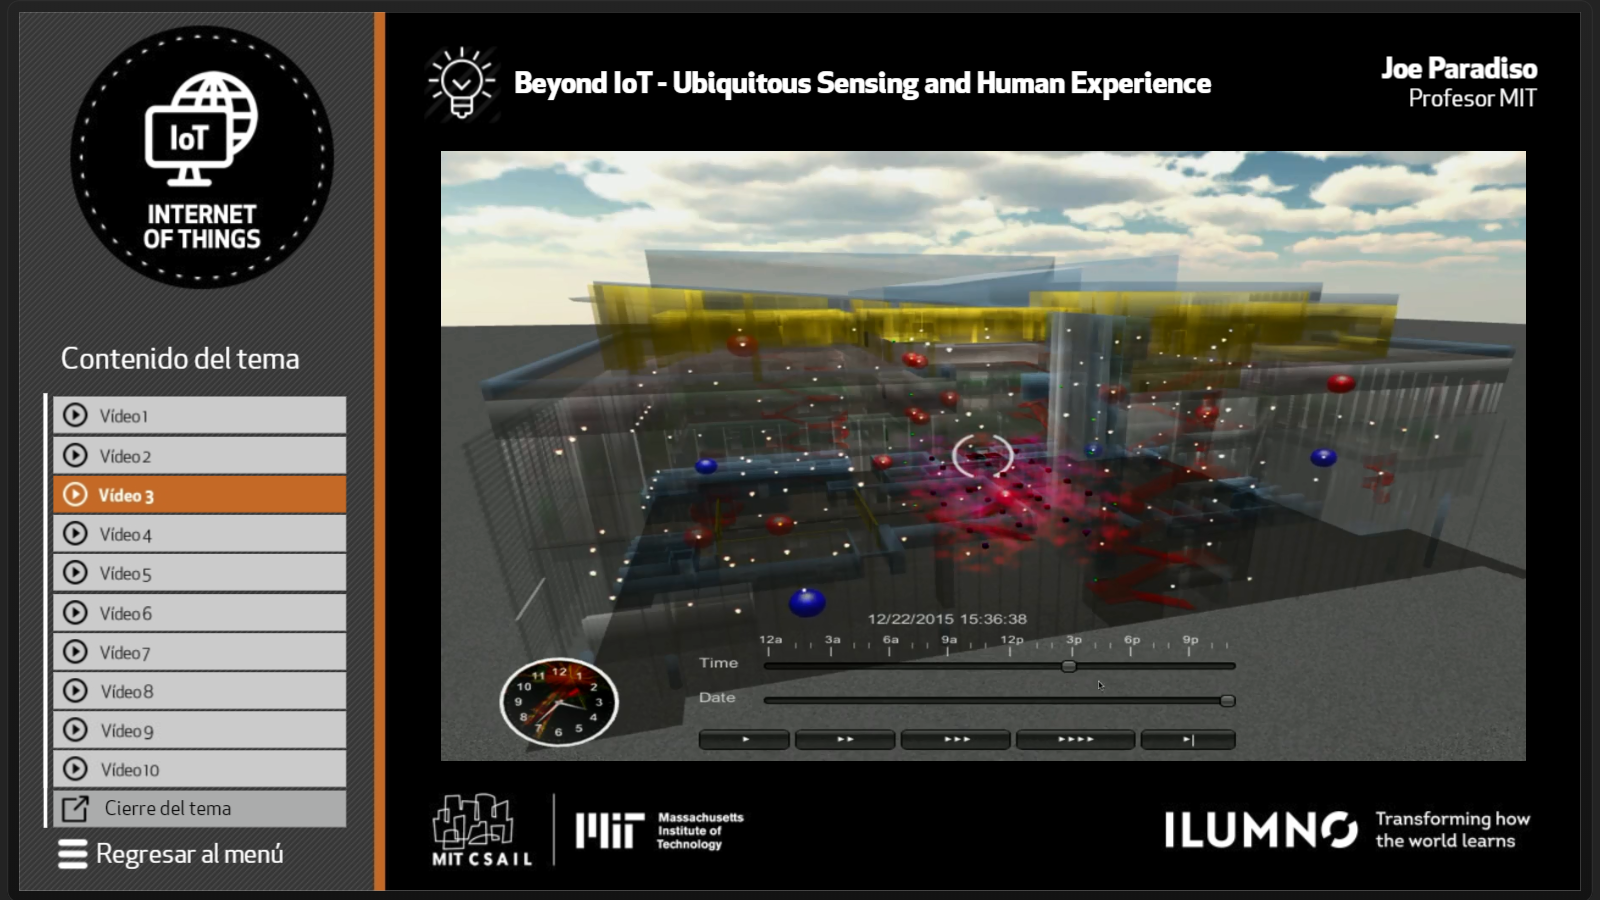 IoT
INTERNET
OF THINGS
Contenido del tema
Vídeo 1
Vídeo 2
Vídeo 3
Vídeo 4
Vídeo 5
Vídeo 6
Vídeo 7
Vídeo 8
Vídeo 9
Vídeo 10
Cierre del tema
Regresar al menú
Beyond IoT - Ubiquitous Sensing and Human Experience
Joe Paradiso
Profesor MIT
12/22/2015 15:36:38
12a 3a 6a 9a 12p 3p 6p 9p
Time
Date
12
1
2
3
4
5
6
7
8
9
10
11
MIT CSAIL
MIT
Massachusetts
Institute of
Technology
ILUMNO
Transforming how
the world learns